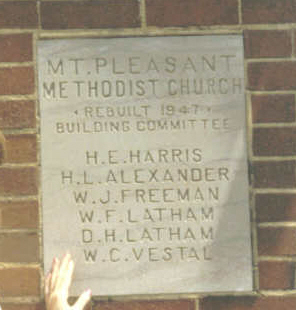 MT. PLEASANT
METHODIST CHURCH
• REBUILT 1947 •
BUILDING COMMITTEE
H. E. HARRIS
H. L. ALEXANDER
W. J. FREEMAN
W. F. LATHAM
D. H. LATHAM
W. C. VESTAL